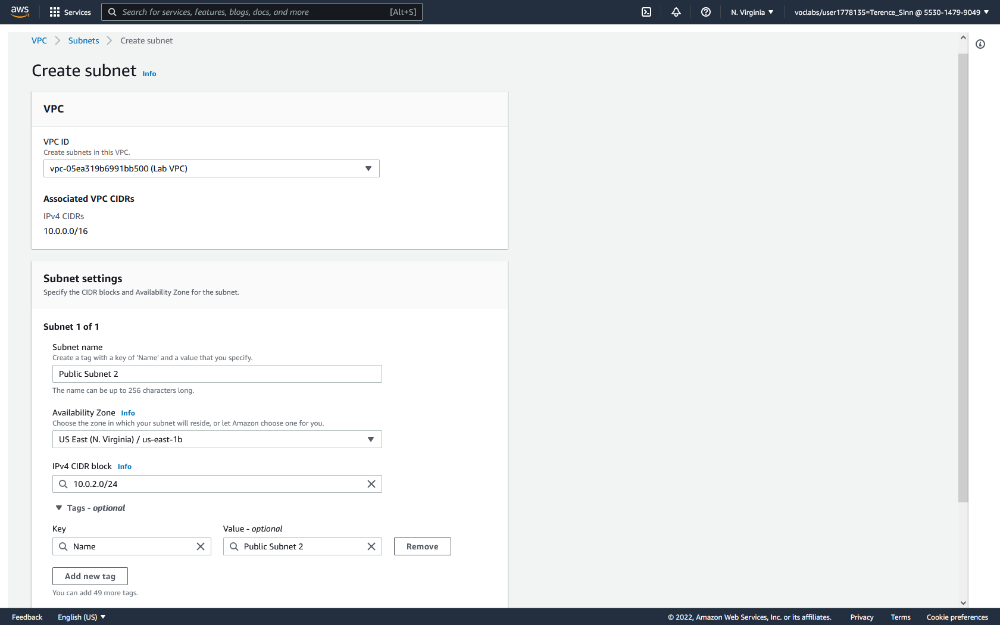 aws
Services
Search for services, features, blogs, docs, and more
[Alt+S]
N. Virginia
voclabs/user1778135=Terence_Sinn @ 5530-1479-9049
VPC
Subnets
Create subnet
Create subnet Info
VPC
VPC ID
Create subnets in this VPC.
vpc-05ea319b6991bb500 (Lab VPC)
Associated VPC CIDRs
IPv4 CIDRs
10.0.0.0/16
Subnet settings
Specify the CIDR blocks and Availability Zone for the subnet.
Subnet 1 of 1
Subnet name
Create a tag with a key of 'Name' and a value that you specify.
Public Subnet 2
The name can be up to 256 characters long.
Availability Zone Info
Choose the zone in which your subnet will reside, or let Amazon choose one for you.
US East (N. Virginia) / us-east-1b
IPv4 CIDR block Info
10.0.2.0/24
Tags - optional
Key
Value - optional
Name
Public Subnet 2
Remove
Add new tag
You can add 49 more tags.
Feedback
English (US)
© 2022, Amazon Web Services, Inc. or its affiliates.
Privacy
Terms
Cookie preferences